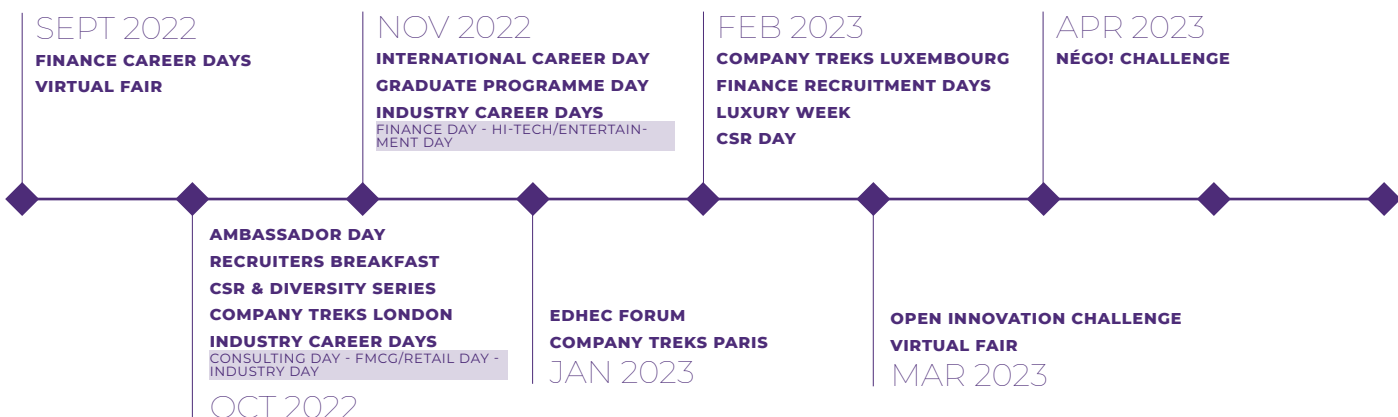 SEPT 2022
FINANCE CAREER DAYS
VIRTUAL FAIR
NOV 2022
INTERNATIONAL CAREER DAY
GRADUATE PROGRAMME DAY
INDUSTRY CAREER DAYS
FINANCE DAY - HI-TECH/ENTERTAIN-
MENT DAY
FEB 2023
COMPANY TREKS LUXEMBOURG
FINANCE RECRUITMENT DAYS
LUXURY WEEK
CSR DAY
APR 2023
NÉGO! CHALLENGE
AMBASSADOR DAY
RECRUITERS BREAKFAST
CSR & DIVERSITY SERIES
COMPANY TREKS LONDON
INDUSTRY CAREER DAYS
CONSULTING DAY - FMCG/RETAIL DAY -
INDUSTRY DAY
OCT 2022
EDHEC FORUM
COMPANY TREKS PARIS
JAN 2023
OPEN INNOVATION CHALLENGE
VIRTUAL FAIR
MAR 2023